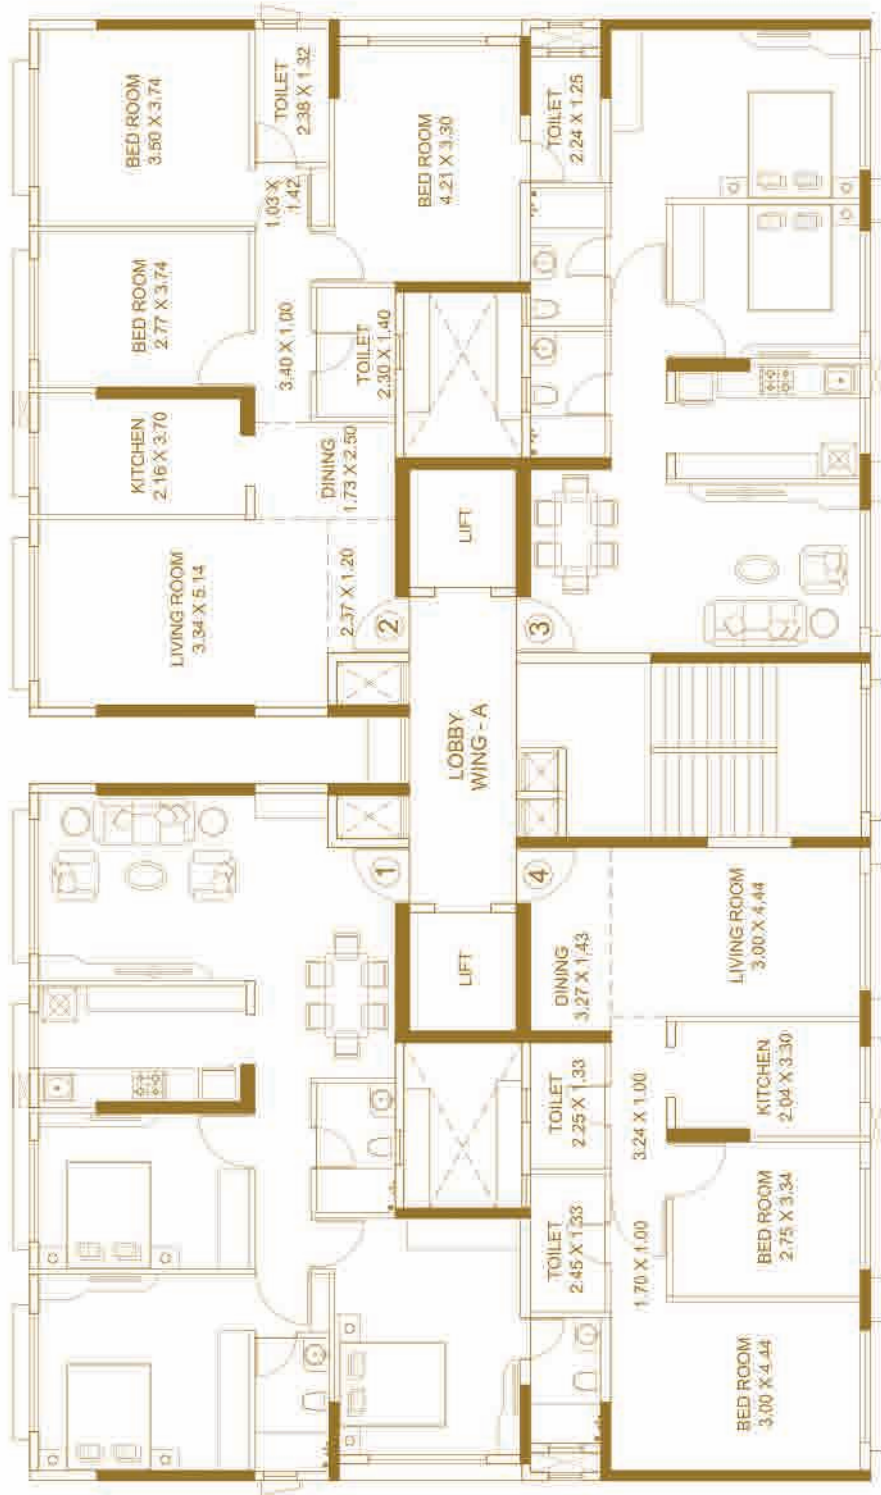 BED ROOM
3.50 X 3.74
TOILET
2.38 X 1.32
1.03 X
1.42
BED ROOM
4.21 X 3.30
TOILET
2.24 X 1.25
BED ROOM
2.77 X 3.74
3.40 X 1.00
TOILET
2.30 X 1.40
KITCHEN
2.16 X 3.70
DINING
1.73 X 2.50
LIVING ROOM
3.34 X 5.14
2.37 X 1.20
LIFT
2
3
LOBBY
WING - A
1
4
LIFT
DINING
3.27 X 1.43
LIVING ROOM
3.00 X 4.44
TOILET
2.25 X 1.33
3.24 X 1.00
KITCHEN
2.04 X 3.30
TOILET
2.45 X 1.33
1.70 X 1.00
BED ROOM
2.75 X 3.34
BED ROOM
3.00 X 4.44